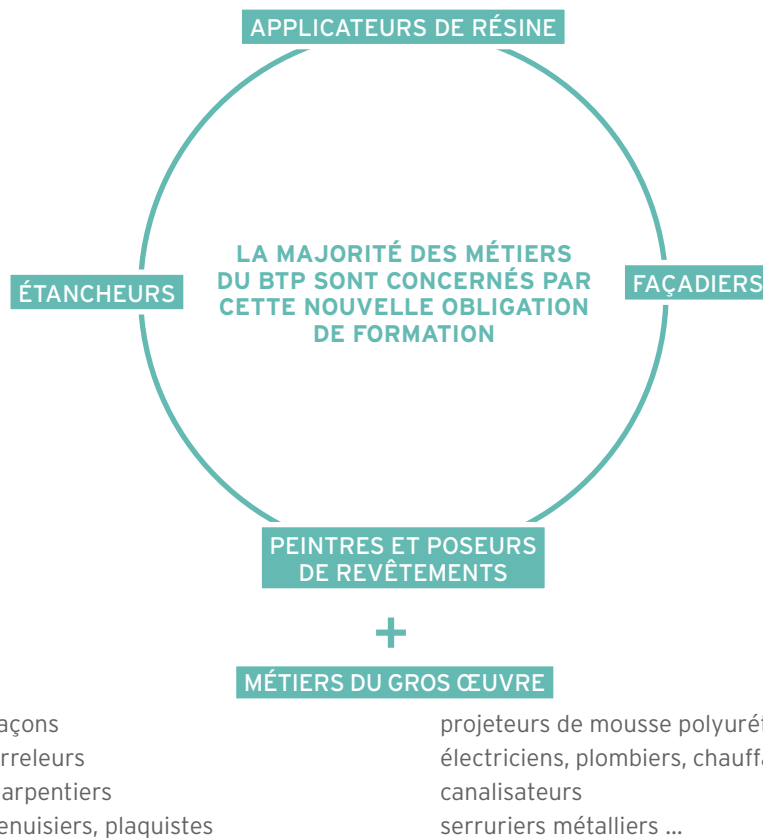 APPLICATEURS DE RÉSINE
LA MAJORITÉ DES MÉTIERS
DU BTP SONT CONCERNÉS PAR
CETTE NOUVELLE OBLIGATION
DE FORMATION
ÉTANCHEURS
FAÇADIERS
PEINTRES ET POSEURS
DE REVÊTEMENTS
+
MÉTIERS DU GROS ŒUVRE
projeteurs de mousse
électriciens, plombiers,
canalisateurs
menuisiers, plaquistes
serruriers métalliers ...